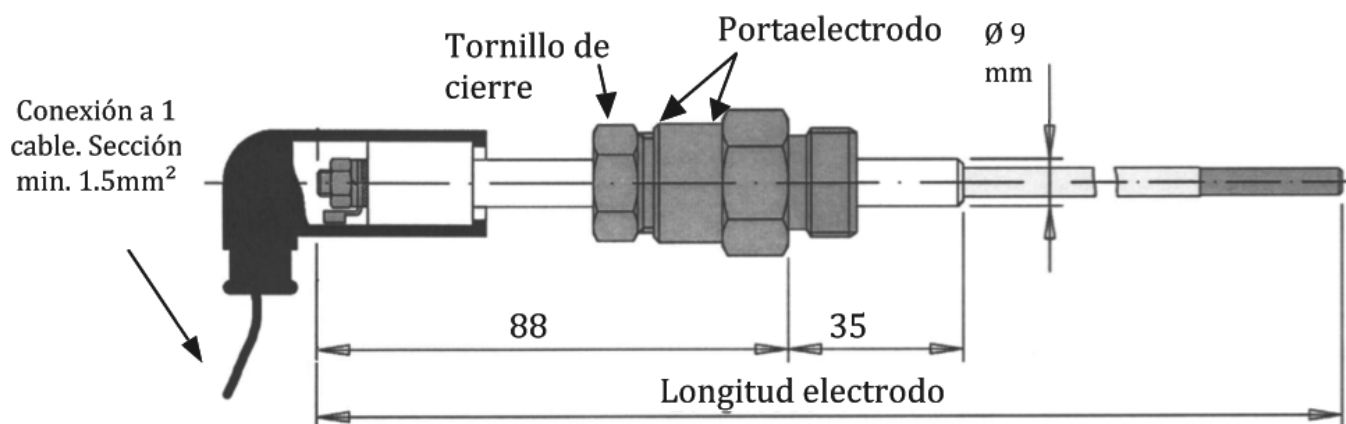 Tornillo de
cierre
Portaelectrodo
Ø 9
mm
Conexión a 1
cable. Sección
min. 1.5mm²
88
35
Longitud electrodo